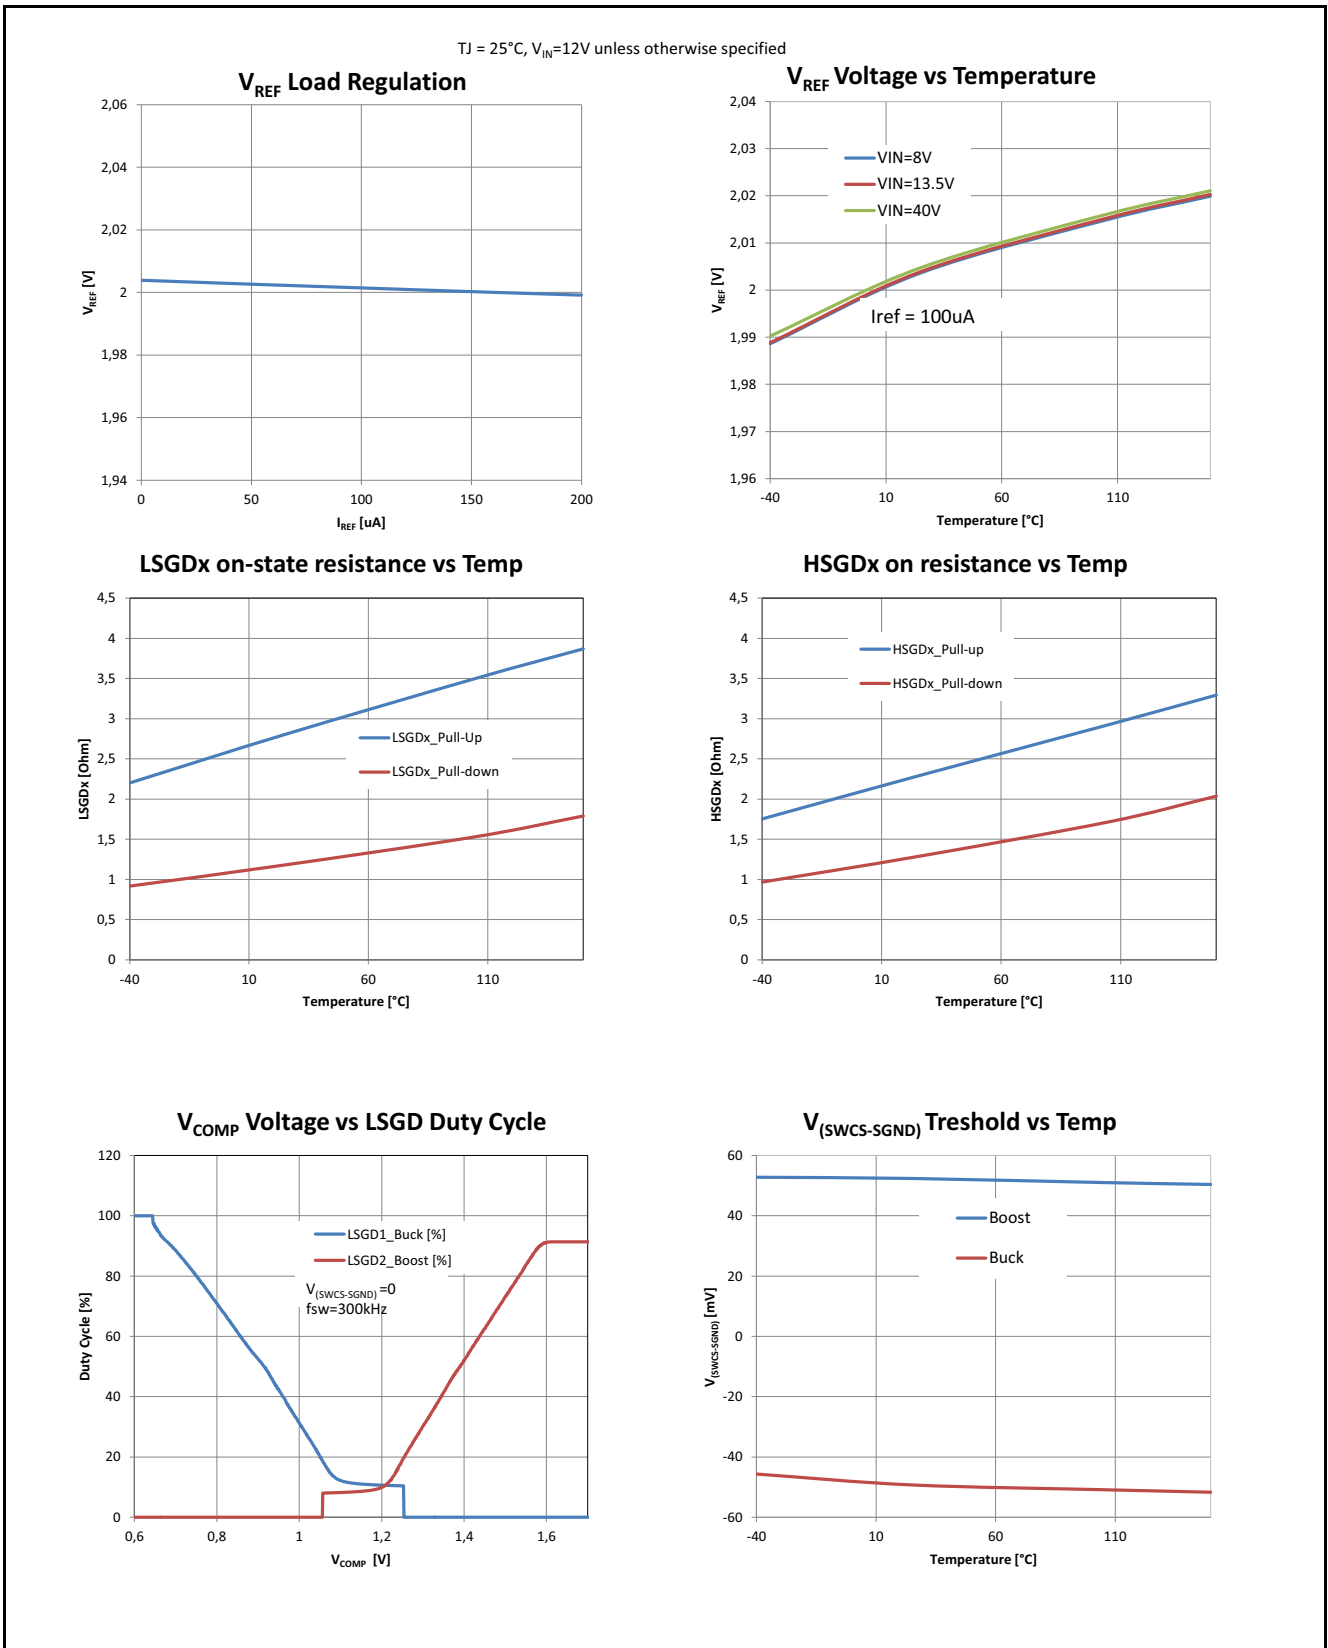 TJ = 25°C, VIN=12V unless otherwise specified
VREF Load Regulation
2,06
2,04
2,02
2
1,98
1,96
1,94
VREF [V]
0 50 100 150 200
IREF [uA]
VREF Voltage vs Temperature
2,04
2,03
2,02
2,01
2
1,99
1,98
1,97
1,96
VREF [V]
VIN=8V
VIN=13.5V
VIN=40V
Iref = 100uA
-40 10 60 110
Temperature [°C]
LSGDx on-state resistance vs Temp
4,5
4
3,5
3
2,5
2
1,5
1
0,5
0
LSGDx [Ohm]
LSGDx_Pull-Up
LSGDx_Pull-down
-40 10 60 110
Temperature [°C]
HSGDx on resistance vs Temp
4,5
4
3,5
3
2,5
2
1,5
1
0,5
0
HSGDx [Ohm]
HSGDx_Pull-up
HSGDx_Pull-down
-40 10 60 110
Temperature [°C]
VCOMP Voltage vs LSGD Duty Cycle
120
100
80
60
40
20
0
Duty Cycle [%]
LSGD1_Buck [%]
LSGD2_Boost [%]
V(SWCS-SGND) =0
fsw=300kHz
0,6 0,8 1 1,2 1,4 1,6
VCOMP [V]
V(SWCS-SGND) Treshold vs Temp
60
40
20
0
-20
-40
-60
V(SWCS-SGND) [mV]
Boost
Buck
-40 10 60 110
Temperature [°C]